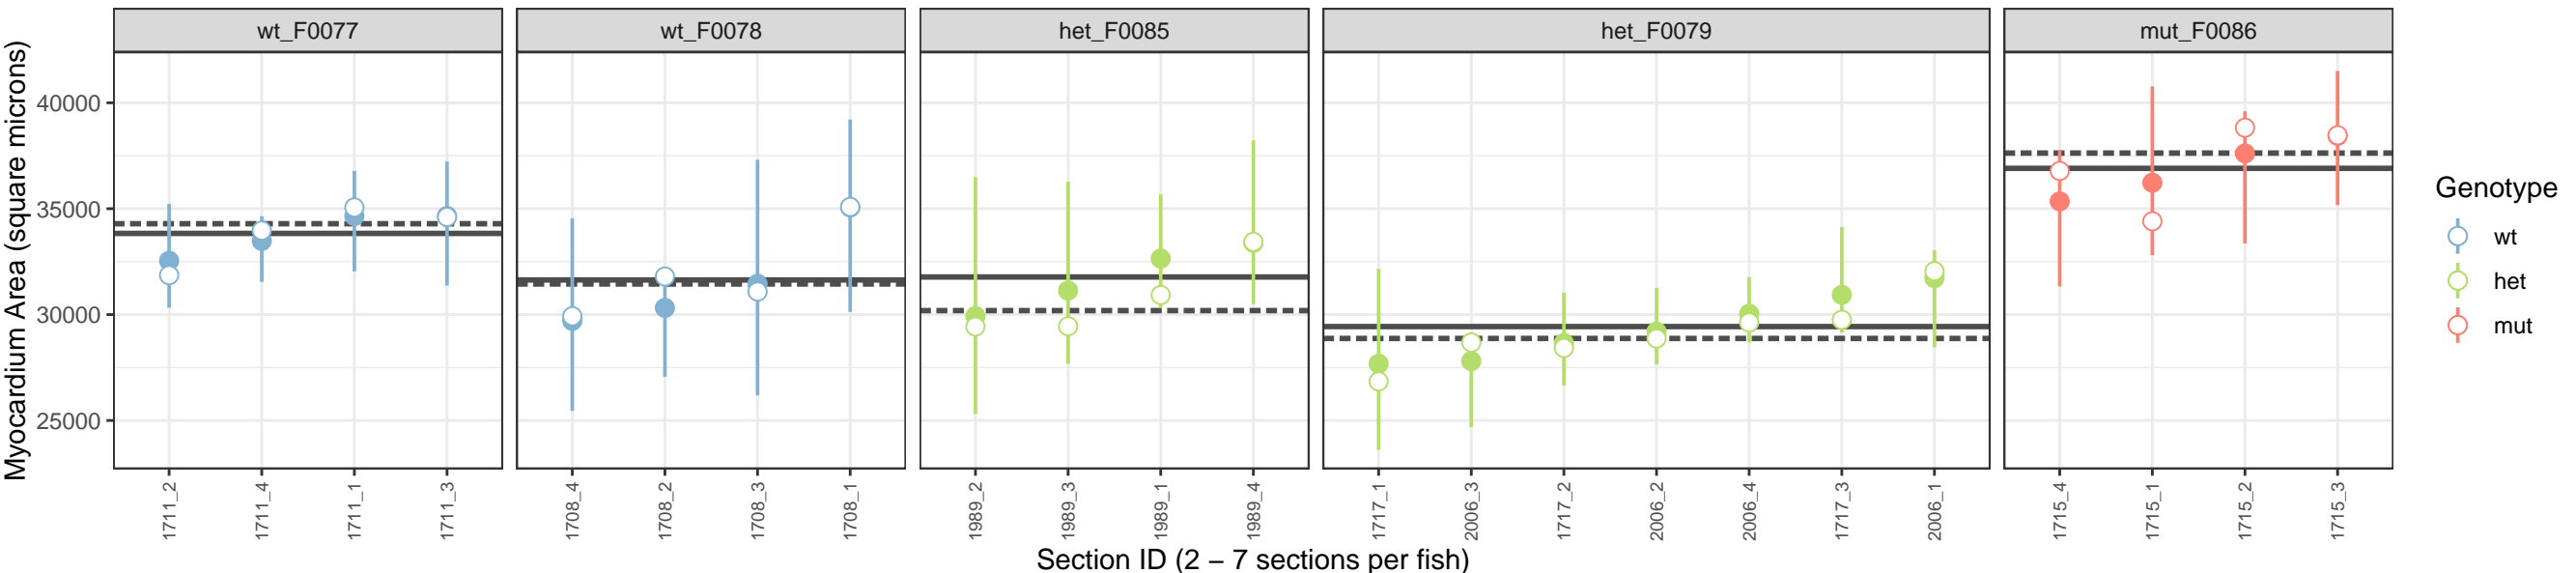 wt_F0077
wt_F0078
het_F0085
het_F0079
mut_F0086
Myocardium Area (square microns)
40000
35000
30000
25000
1711_2
1711_4
1711_1
1711_3
1708_4
1708_2
1708_3
1708_1
1989_2
1989_3
1989_1
1989_4
1717_1
2006_3
1717_2
2006_2
2006_4
1717_3
2006_1
1715_4
1715_1
1715_2
1715_3
Section ID (2 − 7 sections per fish)
Genotype
wt
het
mut